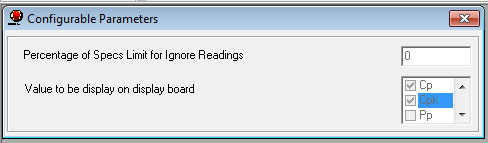 Configurable Parameters
Percentage of Specs Limit for Ignore Readings
0
Value to be display on display board
Cp
Cpk
Pp